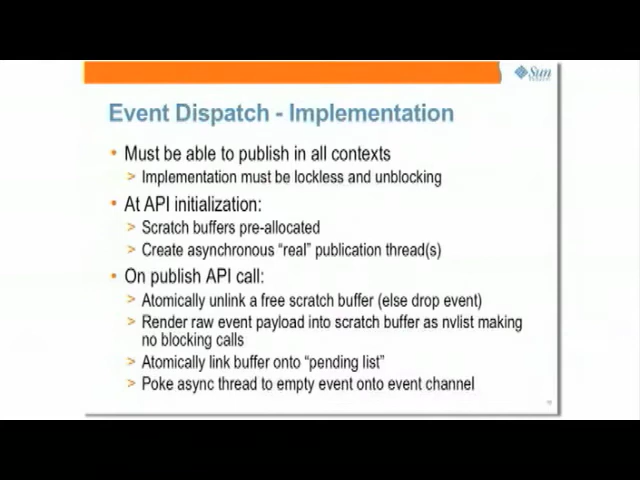 Sun
Event Dispatch - Implementation
• Must be able to publish in all contexts
> Implementation must be lockless and unblocking
• At API initialization:
> Scratch buffers pre-allocated
> Create asynchronous “real” publication thread(s)
• On publish API call:
> Atomically unlink a free scratch buffer (else drop event)
> Render raw event payload into scratch buffer as nvlist making
no blocking calls
> Atomically link buffer onto “pending list”
> Poke async thread to empty event onto event channel